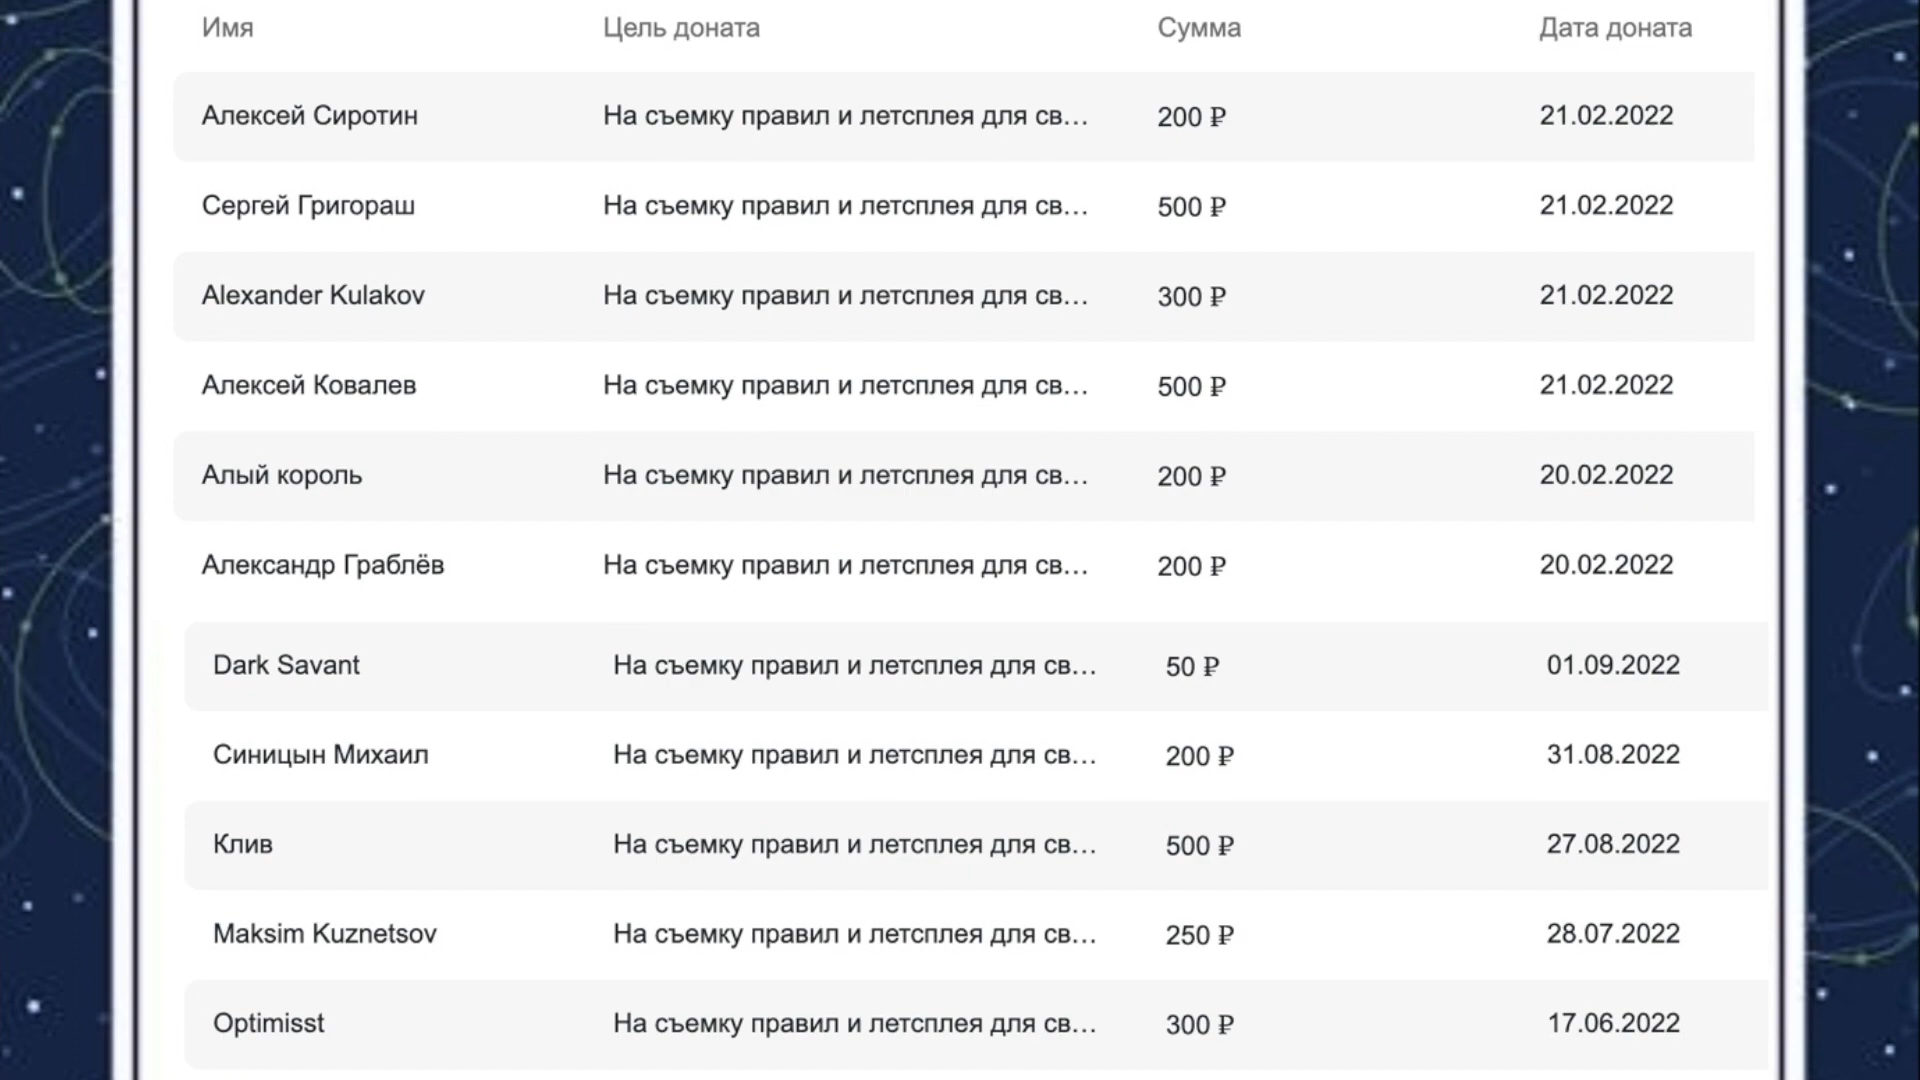 Имя Цель доната Сумма Дата доната
Алексей Сиротин На съемку правил и летсплея для св… 200 ₽ 21.02.2022
Сергей Григораш На съемку правил и летсплея для св… 500 ₽ 21.02.2022
Alexander Kulakov На съемку правил и летсплея для св… 300 ₽ 21.02.2022
Алексей Ковалев На съемку правил и летсплея для св… 500 ₽ 21.02.2022
Алый король На съемку правил и летсплея для св… 200 ₽ 20.02.2022
Александр Граблёв На съемку правил и летсплея для св… 200 ₽ 20.02.2022
Dark Savant На съемку правил и летсплея для св… 50 ₽ 01.09.2022
Синицын Михаил На съемку правил и летсплея для св… 200 ₽ 31.08.2022
Клив На съемку правил и летсплея для св… 500 ₽ 27.08.2022
Maksim Kuznetsov На съемку правил и летсплея для св… 250 ₽ 28.07.2022
Optimisst На съемку правил и летсплея для св… 300 ₽ 17.06.2022